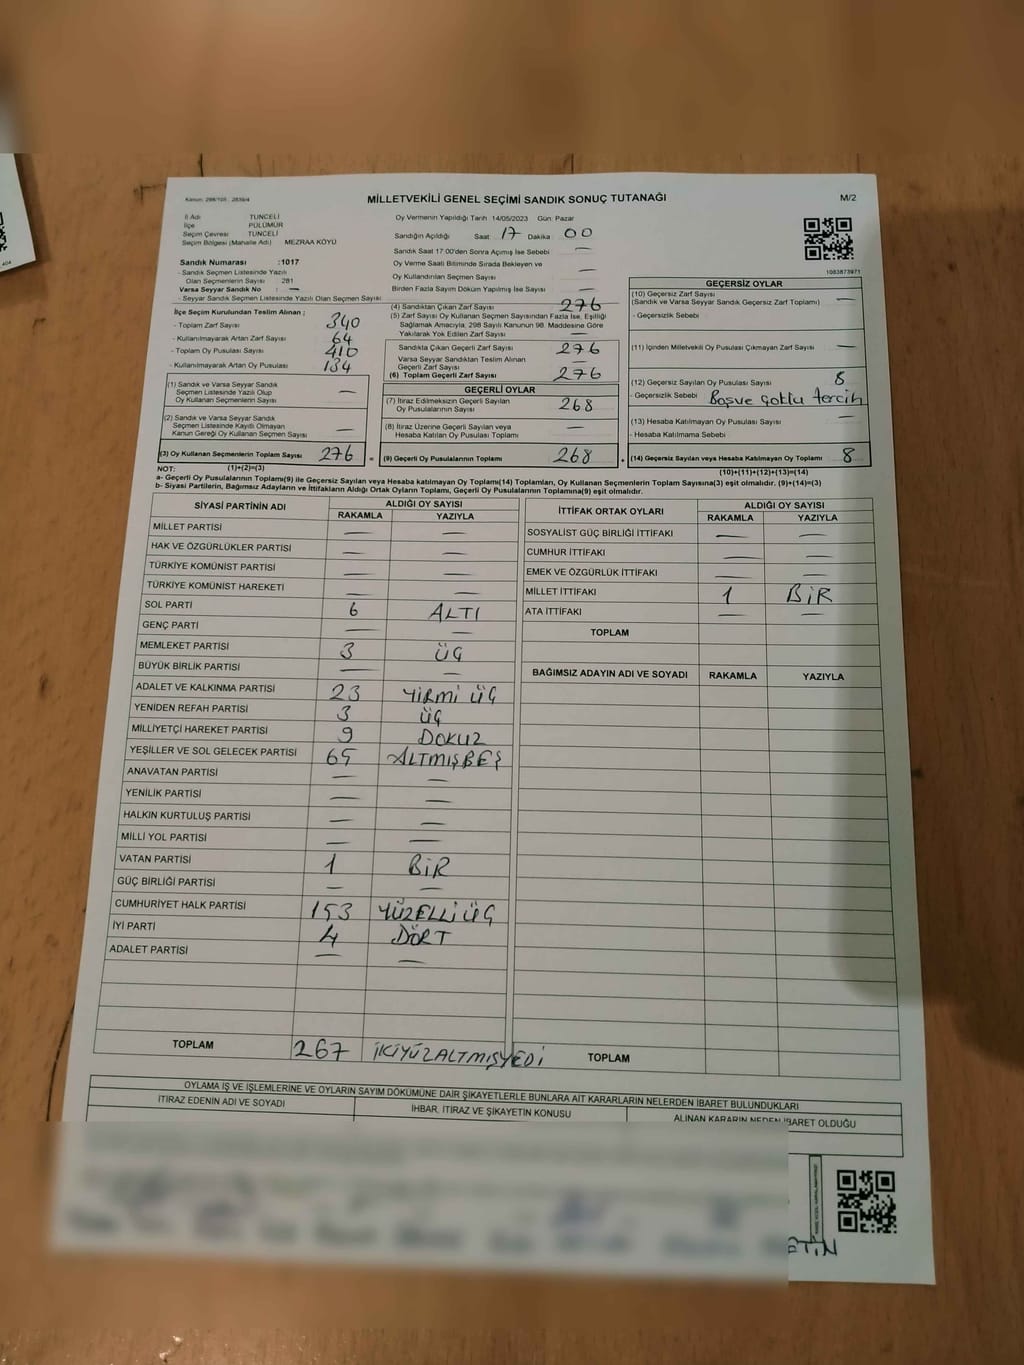 Kanun: 298/105 . 2839/4
MİLLETVEKİLİ GENEL SEÇİMİ SANDIK SONUÇ TUTANAĞI
M/2
İl Adı TUNCELİ
İlçe PÜLÜMÜR
Seçim Çevresi TUNCELİ
Seçim Bölgesi (Mahalle Adı) MEZRAA KÖYÜ
Sandık Numarası :1017
- Sandık Seçmen Listesinde Yazılı
Olan Seçmenlerin Sayısı 281
Varsa Seyyar Sandık No : —
- Seyyar Sandık Seçmen Listesinde Yazılı Olan Seçmen Sayısı
İlçe Seçim Kurulundan Teslim Alınan ;
- Toplam Zarf Sayısı 340
- Kullanılmayarak Artan Zarf Sayısı 64
- Toplam Oy Pusulası Sayısı 410
- Kullanılmayarak Artan Oy Pusulası 134
(1) Sandık ve Varsa Seyyar Sandık
Seçmen Listesinde Yazılı Olup
Oy Kullanan Seçmenlerin Sayısı —
(2) Sandık ve Varsa Seyyar Sandık
Seçmen Listesinde Kayıtlı Olmayan
Kanun Gereği Oy Kullanan Seçmen Sayısı —
(3) Oy Kullanan Seçmenlerin Toplam Sayısı 276 =
Oy Vermenin Yapıldığı Tarih 14/05/2023 Gün: Pazar
Sandığın Açıldığı Saat: 17 Dakika : 00
Sandık Saat 17:00'den Sonra Açılmış İse Sebebi —
Oy Verme Saati Bitiminde Sırada Bekleyen ve
Oy Kullandırılan Seçmen Sayısı —
Birden Fazla Sayım Döküm Yapılmış İse Sayısı —
(4) Sandıktan Çıkan Zarf Sayısı 276
(5) Zarf Sayısı Oy Kullanan Seçmen Sayısından Fazla İse, Eşitliği
Sağlamak Amacıyla, 298 Sayılı Kanunun 98. Maddesine Göre
Yakılarak Yok Edilen Zarf Sayısı —
Sandıkta Çıkan Geçerli Zarf Sayısı 276
Varsa Seyyar Sandıktan Teslim Alınan
Geçerli Zarf Sayısı —
(6) Toplam Geçerli Zarf Sayısı 276
GEÇERLİ OYLAR
(7) İtiraz Edilmeksizin Geçerli Sayılan
Oy Pusulalarının Sayısı 268
(8) İtiraz Üzerine Geçerli Sayılan veya
Hesaba Katılan Oy Pusulası Toplamı —
(9) Geçerli Oy Pusulalarının Toplamı 268 +
1083873971
GEÇERSİZ OYLAR
(10) Geçersiz Zarf Sayısı
(Sandık ve Varsa Seyyar Sandık Geçersiz Zarf Toplamı) —
- Geçersizlik Sebebi
(11) İçinden Milletvekili Oy Pusulası Çıkmayan Zarf Sayısı —
(12) Geçersiz Sayılan Oy Pusulası Sayısı 8
- Geçersizlik Sebebi Boş ve çoklu tercih
(13) Hesaba Katılmayan Oy Pusulası Sayısı —
- Hesaba Katılmama Sebebi
(14) Geçersiz Sayılan veya Hesaba Katılmayan Oy Toplamı 8
NOT: (1)+(2)=(3) (10)+(11)+(12)+(13)=(14)
a- Geçerli Oy Pusulalarının Toplamı(9) ile Geçersiz Sayılan veya Hesaba katılmayan Oy Toplamı(14) Toplamları, Oy Kullanan Seçmenlerin Toplam Sayısına(3) eşit olmalıdır. (9)+(14)=(3)
b- Siyasi Partilerin, Bağımsız Adayların ve İttifakların Aldığı Ortak Oyların Toplamı, Geçerli Oy Pusulalarının Toplamına(9) eşit olmalıdır.
SİYASİ PARTİNİN ADI ALDIĞI OY SAYISI
RAKAMLA YAZIYLA
MİLLET PARTİSİ — —
HAK VE ÖZGÜRLÜKLER PARTİSİ — —
TÜRKİYE KOMÜNİST PARTİSİ — —
TÜRKİYE KOMÜNİST HAREKETİ — —
SOL PARTİ 6 ALTI
GENÇ PARTİ — —
MEMLEKET PARTİSİ 3 ÜÇ
BÜYÜK BİRLİK PARTİSİ — —
ADALET VE KALKINMA PARTİSİ 23 YİRMİ ÜÇ
YENİDEN REFAH PARTİSİ 3 ÜÇ
MİLLİYETÇİ HAREKET PARTİSİ 9 DOKUZ
YEŞİLLER VE SOL GELECEK PARTİSİ 65 ALTMIŞBEŞ
ANAVATAN PARTİSİ — —
YENİLİK PARTİSİ — —
HALKIN KURTULUŞ PARTİSİ — —
MİLLİ YOL PARTİSİ — —
VATAN PARTİSİ 1 BİR
GÜÇ BİRLİĞİ PARTİSİ — —
CUMHURİYET HALK PARTİSİ 153 YÜZELLİ ÜÇ
İYİ PARTİ 4 DÖRT
ADALET PARTİSİ — —
TOPLAM 267 İKİYÜZALTMIŞYEDİ
İTTİFAK ORTAK OYLARI ALDIĞI OY SAYISI
RAKAMLA YAZIYLA
SOSYALİST GÜÇ BİRLİĞİ İTTİFAKI — —
CUMHUR İTTİFAKI — —
EMEK VE ÖZGÜRLÜK İTTİFAKI — —
MİLLET İTTİFAKI 1 BİR
ATA İTTİFAKI — —
TOPLAM
BAĞIMSIZ ADAYIN ADI VE SOYADI RAKAMLA YAZIYLA
TOPLAM
OYLAMA İŞ VE İŞLEMLERİNE VE OYLARIN SAYIM DÖKÜMÜNE DAİR ŞİKAYETLERLE BUNLARA AİT KARARLARIN NELERDEN İBARET BULUNDUKLARI
İTİRAZ EDENİN ADI VE SOYADI İHBAR, İTİRAZ VE ŞİKAYETİN KONUSU ALINAN KARARIN NEDEN İBARET OLDUĞU